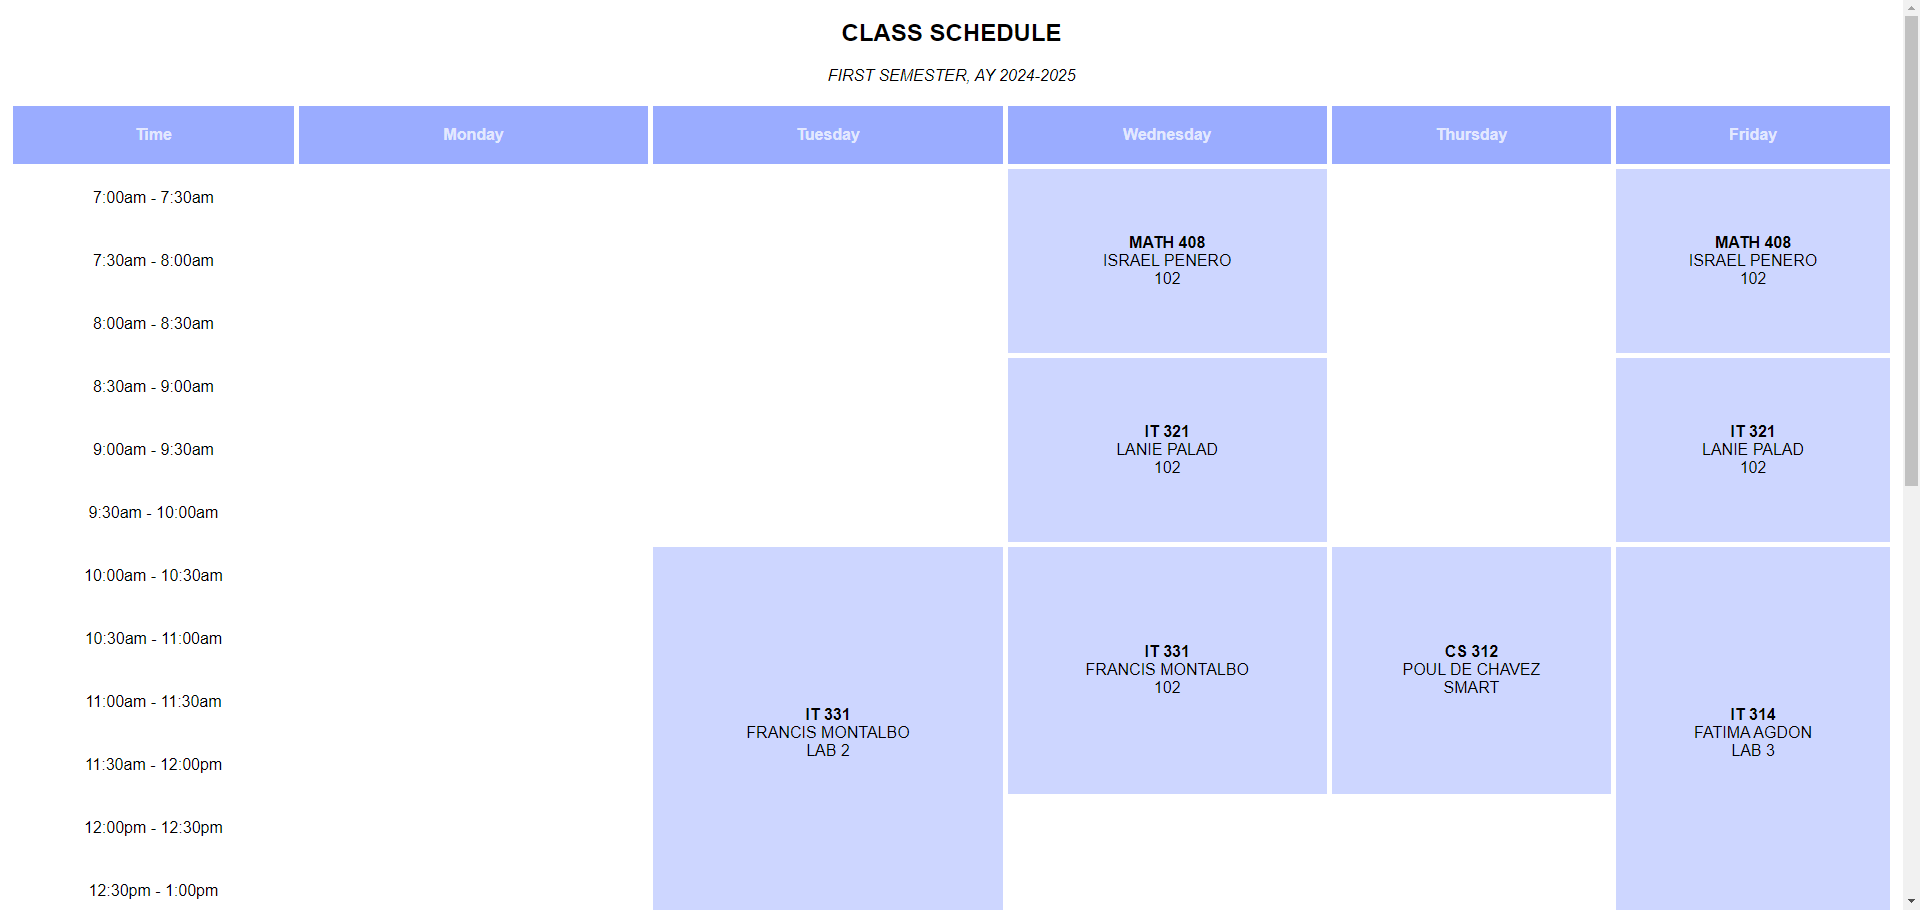 CLASS SCHEDULE
FIRST SEMESTER, AY 2024-2025
Time Monday Tuesday Wednesday Thursday Friday
7:00am - 7:30am
MATH 408
ISRAEL PENERO
102
MATH 408
ISRAEL PENERO
102
7:30am - 8:00am
8:00am - 8:30am
8:30am - 9:00am
IT 321
LANIE PALAD
102
IT 321
LANIE PALAD
102
9:00am - 9:30am
9:30am - 10:00am
10:00am - 10:30am
IT 331
FRANCIS MONTALBO
LAB 2
IT 331
FRANCIS MONTALBO
102
CS 312
POUL DE CHAVEZ
SMART
IT 314
FATIMA AGDON
LAB 3
10:30am - 11:00am
11:00am - 11:30am
11:30am - 12:00pm
12:00pm - 12:30pm
12:30pm - 1:00pm